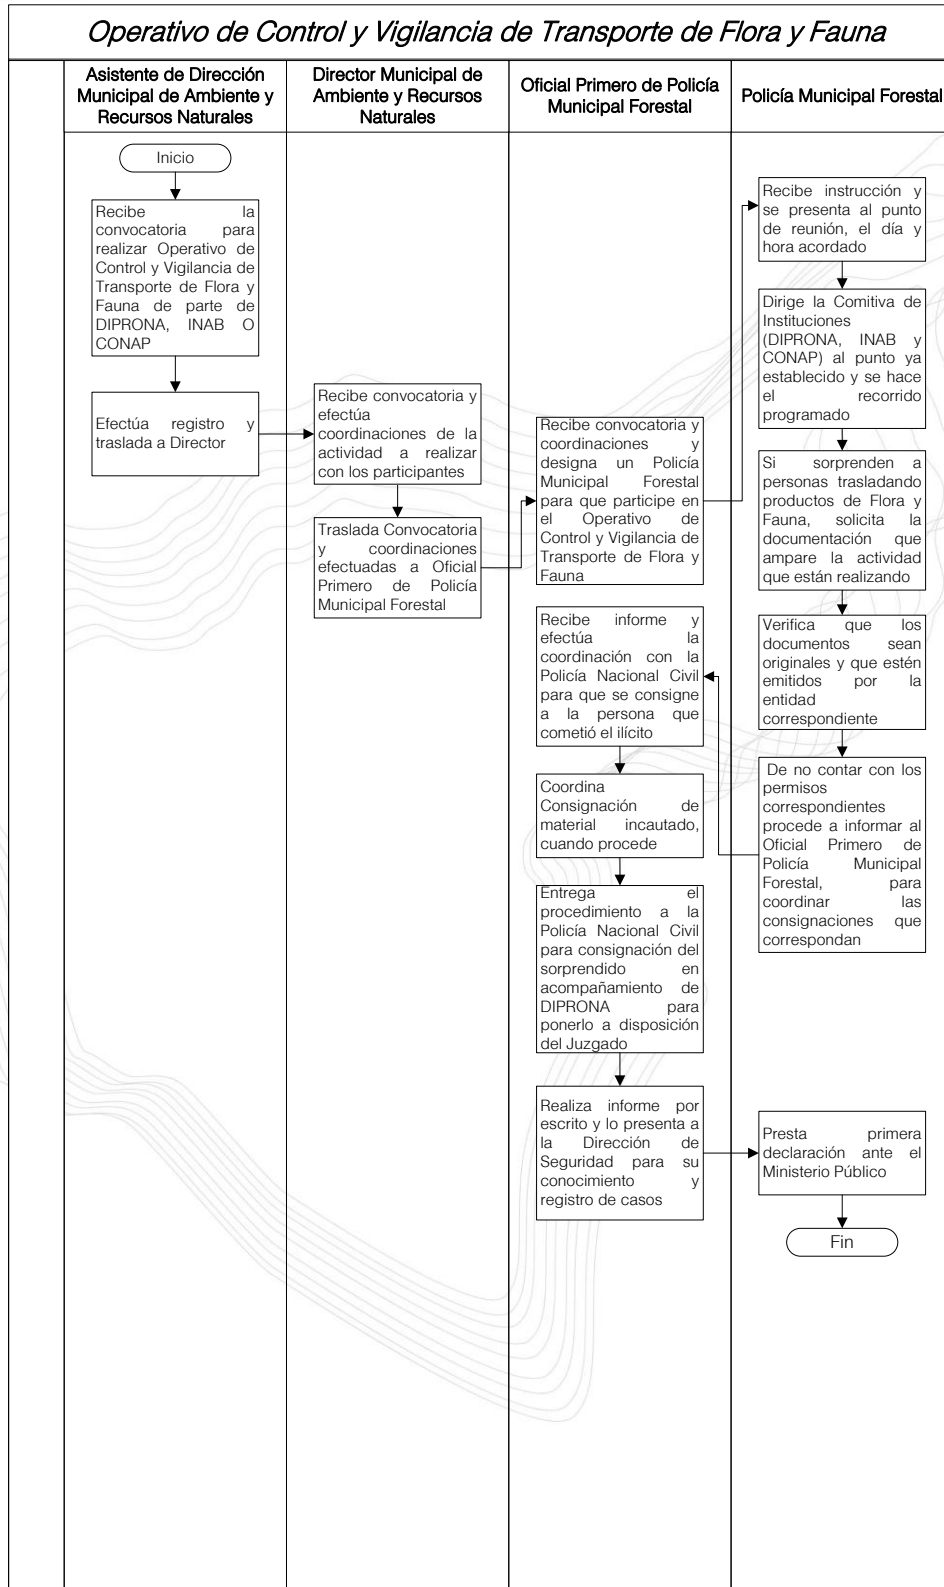 Operativo de Control y Vigilancia de Transporte de Flora y Fauna
Asistente de Dirección
Municipal de Ambiente y
Recursos Naturales
Director Municipal de
Ambiente y Recursos
Naturales
Oficial Primero de Policía
Municipal Forestal
Policía Municipal Forestal
Inicio
Recibe la
convocatoria para
realizar Operativo de
Control y Vigilancia de
Transporte de Flora y
Fauna de parte de
DIPRONA, INAB O
CONAP
Efectúa registro y
traslada a Director
Recibe convocatoria y
efectúa
coordinaciones de la
actividad a realizar
con los participantes
Traslada Convocatoria
y coordinaciones
efectuadas a Oficial
Primero de Policía
Municipal Forestal
Recibe convocatoria y
coordinaciones y
designa un Policía
Municipal Forestal
para que participe en
el Operativo de
Control y Vigilancia de
Transporte de Flora y
Fauna
Recibe instrucción y
se presenta al punto
de reunión, el día y
hora acordado
Dirige la Comitiva de
Instituciones
(DIPRONA, INAB y
CONAP) al punto ya
establecido y se hace
el recorrido
programado
Si sorprenden a
personas trasladando
productos de Flora y
Fauna, solicita la
documentación que
ampare la actividad
que están realizando
Verifica que los
documentos sean
originales y que estén
emitidos por la
entidad
correspondiente
De no contar con los
permisos
correspondientes
procede a informar al
Oficial Primero de
Policía Municipal
Forestal, para
coordinar las
consignaciones que
correspondan
Recibe informe y
efectúa la
coordinación con la
Policía Nacional Civil
para que se consigne
a la persona que
cometió el ilícito
Coordina
Consignación de
material incautado,
cuando procede
Entrega el
procedimiento a la
Policía Nacional Civil
para consignación del
sorprendido en
acompañamiento de
DIPRONA para
ponerlo a disposición
del Juzgado
Realiza informe por
escrito y lo presenta a
la Dirección de
Seguridad para su
conocimiento y
registro de casos
Presta primera
declaración ante el
Ministerio Público
Fin